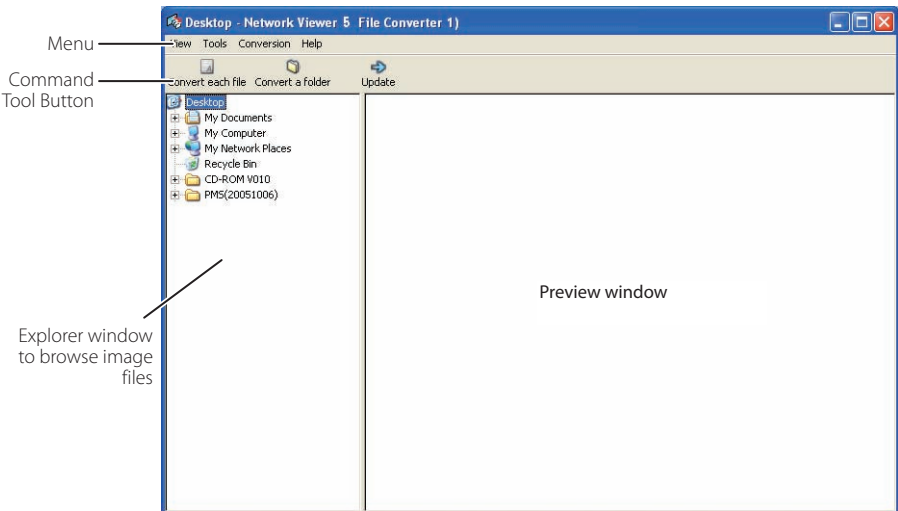 Desktop - Network Viewer 5 File Converter 1)
Menu
View Tools Conversion Help
Command
Tool Button
Convert each file Convert a folder Update
Desktop
My Documents
My Computer
My Network Places
Recycle Bin
CD-ROM V010
PMS(20051006)
Preview window
Explorer window
to browse image
files